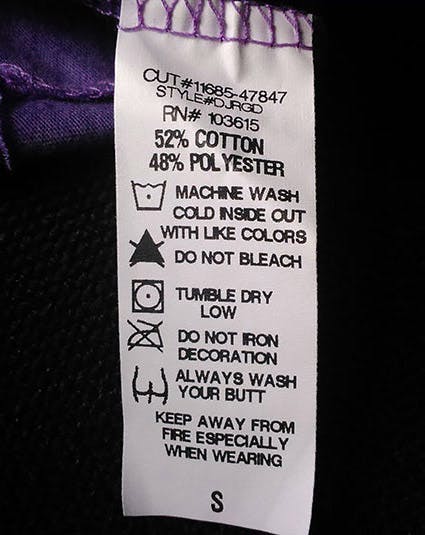 CUT#11685-47847
STYLE#DJRGD
RN# 103615
52% COTTON
48% POLYESTER
MACHINE WASH
COLD INSIDE OUT
WITH LIKE COLORS
DO NOT BLEACH
TUMBLE DRY
LOW
DO NOT IRON
DECORATION
ALWAYS WASH
YOUR BUTT
KEEP AWAY FROM
FIRE ESPECIALLY
WHEN WEARING
S